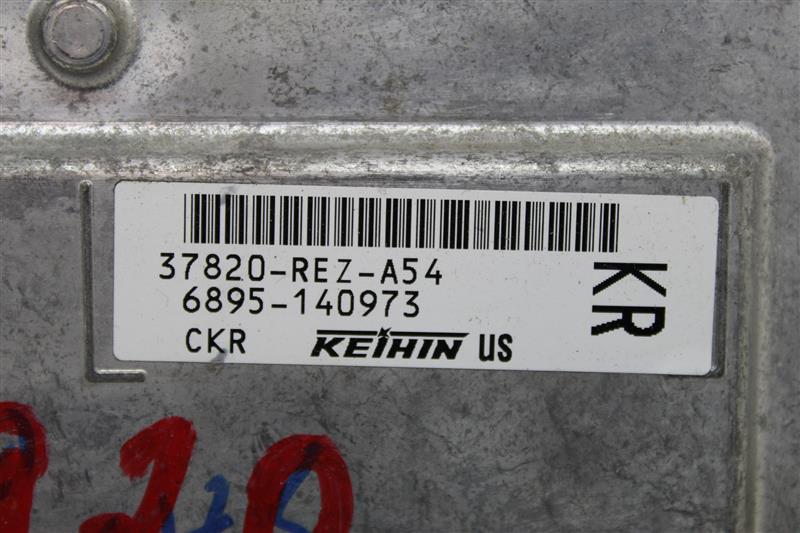 37820-REZ-A54
6895-140973
CKR KEIHIN US
KR